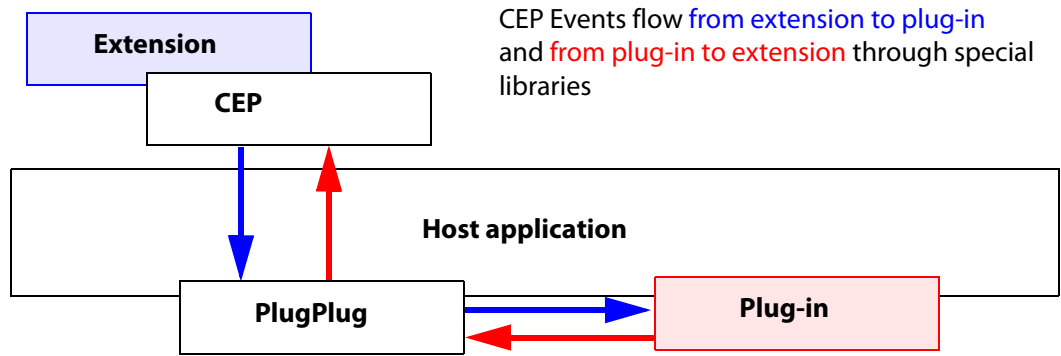 CEP Events flow from extension to plug-in
and from plug-in to extension through special
libraries
Extension
CEP
Host application
PlugPlug
Plug-in